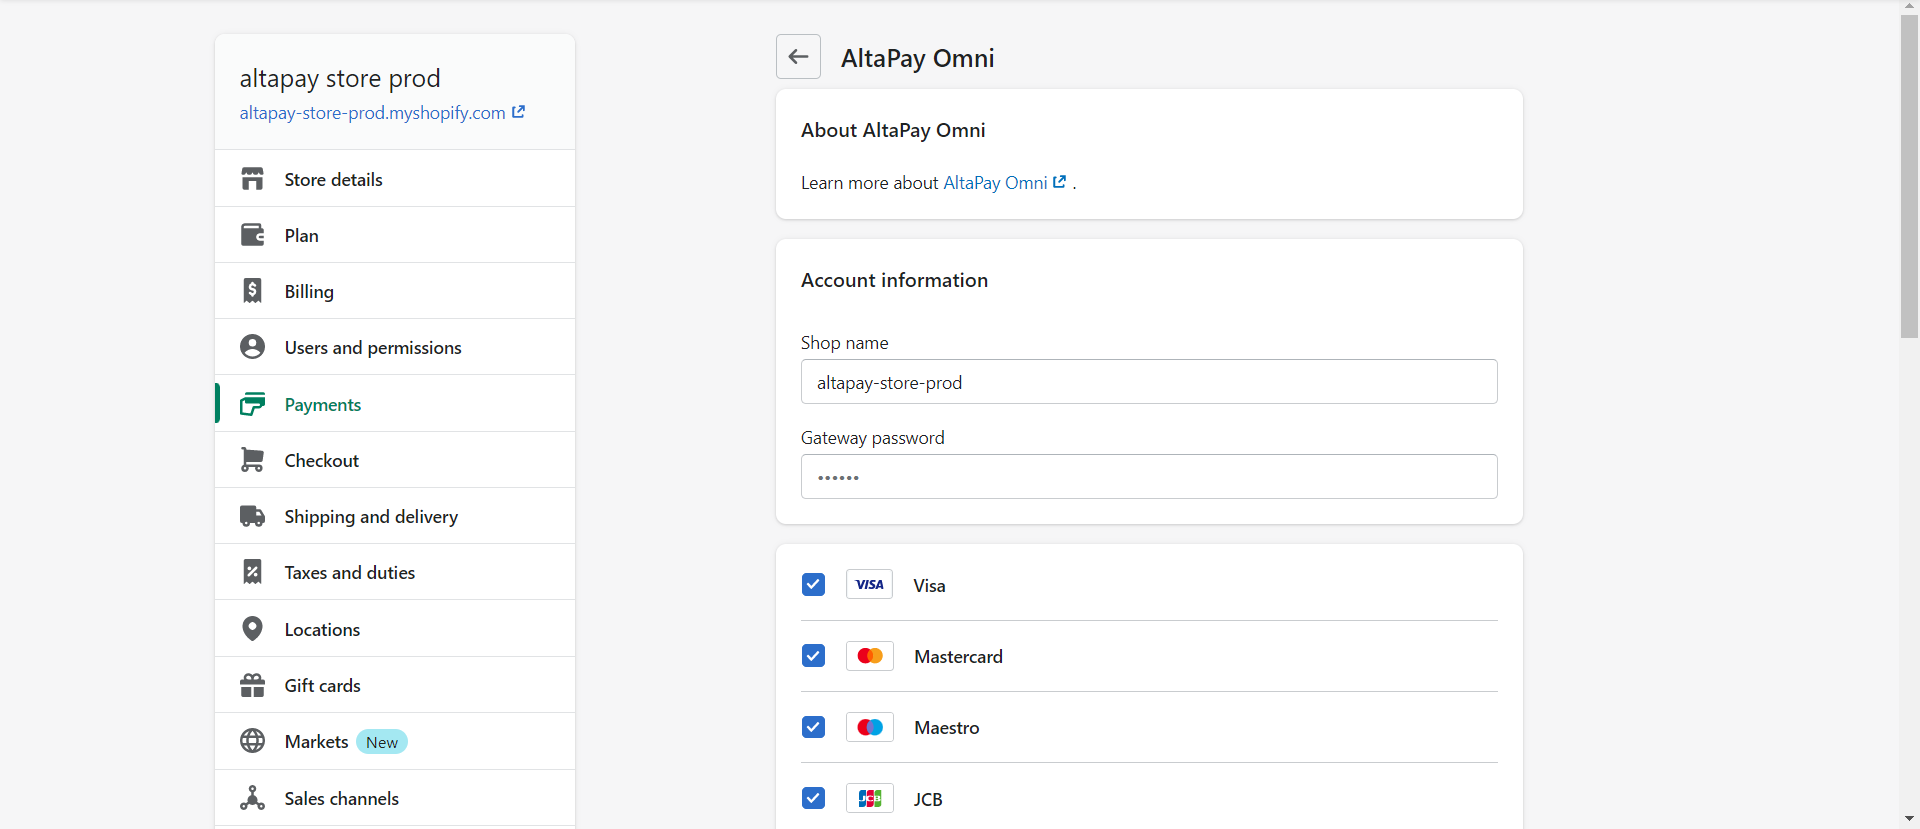 altapay store prod
altapay-store-prod.myshopify.com
Store details
Plan
Billing
Users and permissions
Payments
Checkout
Shipping and delivery
Taxes and duties
Locations
Gift cards
Markets New
Sales channels
AltaPay Omni
About AltaPay Omni
Learn more about AltaPay Omni .
Account information
Shop name
altapay-store-prod
Gateway password
••••••
VISA Visa
Mastercard
Maestro
JCB JCB